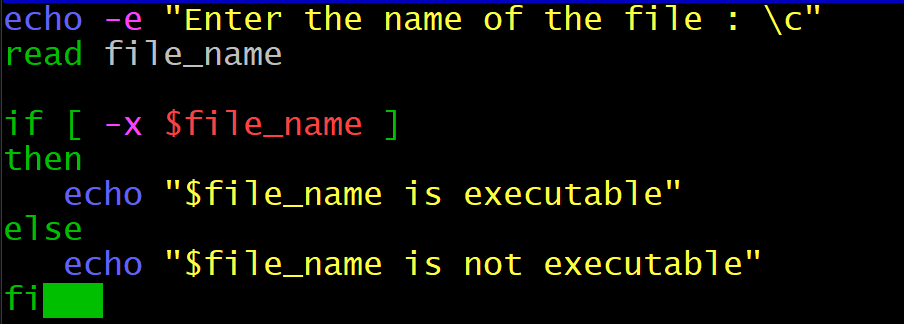 echo -e "Enter the name of the file : \c"
read file_name

if [ -x $file_name ]
then
   echo "$file_name is executable"
else
   echo "$file_name is not executable"
fi